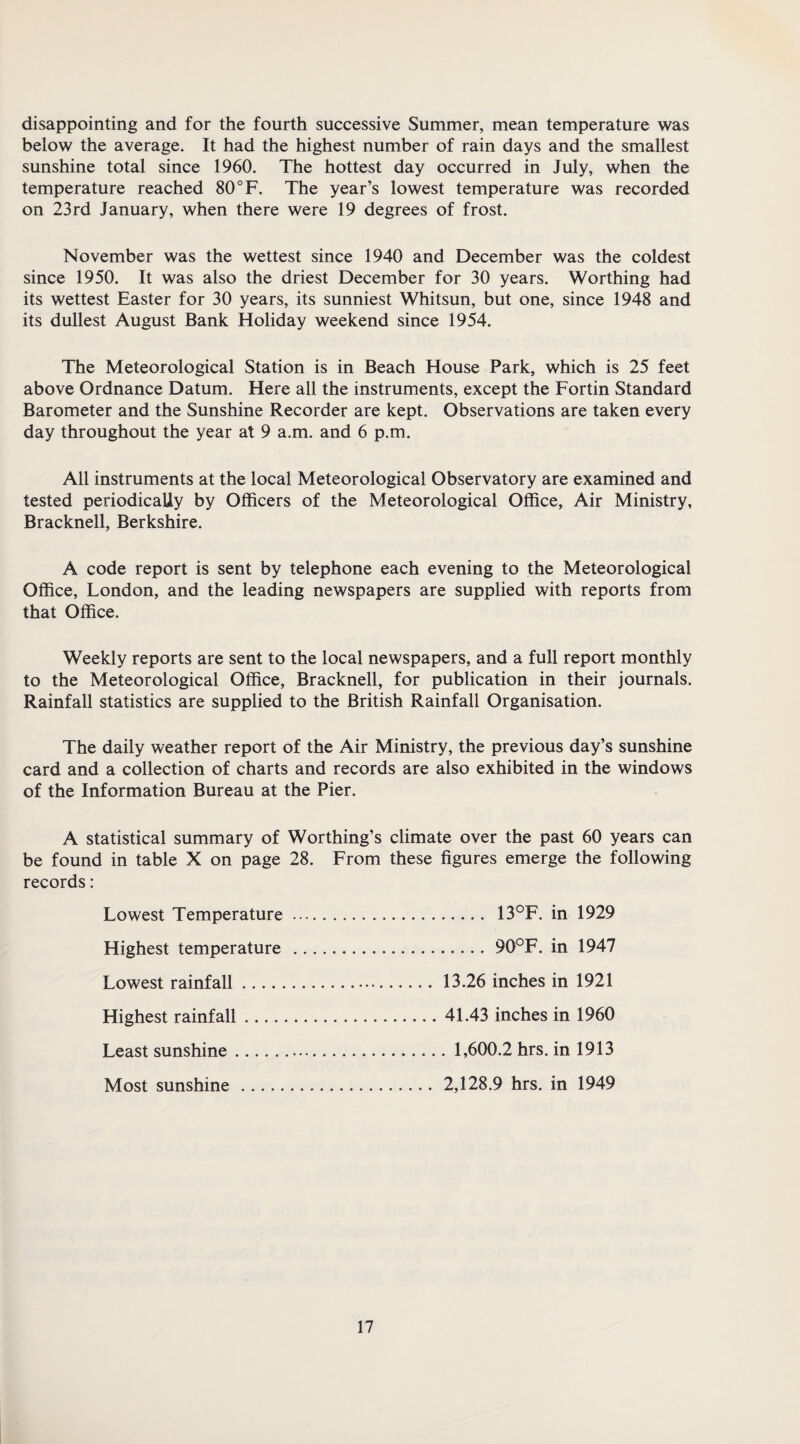 disappointing and for the fourth successive Summer, mean temperature was
below the average. It had the highest number of rain days and the smallest
sunshine total since 1960. The hottest day occurred in July, when the
temperature reached 80°F. The year's lowest temperature was recorded
on 23rd January, when there were 19 degrees of frost.
November was the wettest since 1940 and December was the coldest
since 1950. It was also the driest December for 30 years. Worthing had
its wettest Easter for 30 years, its sunniest Whitsun, but one, since 1948 and
its dullest August Bank Holiday weekend since 1954.
The Meteorological Station is in Beach House Park, which is 25 feet
above Ordnance Datum. Here all the instruments, except the Fortin Standard
Barometer and the Sunshine Recorder are kept. Observations are taken every
day throughout the year at 9 a.m. and 6 p.m.
All instruments at the local Meteorological Observatory are examined and
tested periodically by Officers of the Meteorological Office, Air Ministry,
Bracknell, Berkshire.
A code report is sent by telephone each evening to the Meteorological
Office, London, and the leading newspapers are supplied with reports from
that Office.
Weekly reports are sent to the local newspapers, and a full report monthly
to the Meteorological Office, Bracknell, for publication in their journals.
Rainfall statistics are supplied to the British Rainfall Organisation.
The daily weather report of the Air Ministry, the previous day's sunshine
card and a collection of charts and records are also exhibited in the windows
of the Information Bureau at the Pier.
A statistical summary of Worthing's climate over the past 60 years can
be found in table X on page 28. From these figures emerge the following
records:
Lowest Temperature ........................ 13°F. in 1929
Highest temperature ........................ 90°F. in 1947
Lowest rainfall ........................ 13.26 inches in 1921
Highest rainfall ........................ 41.43 inches in 1960
Least sunshine ........................ 1,600.2 hrs. in 1913
Most sunshine ........................ 2,128.9 hrs. in 1949
17